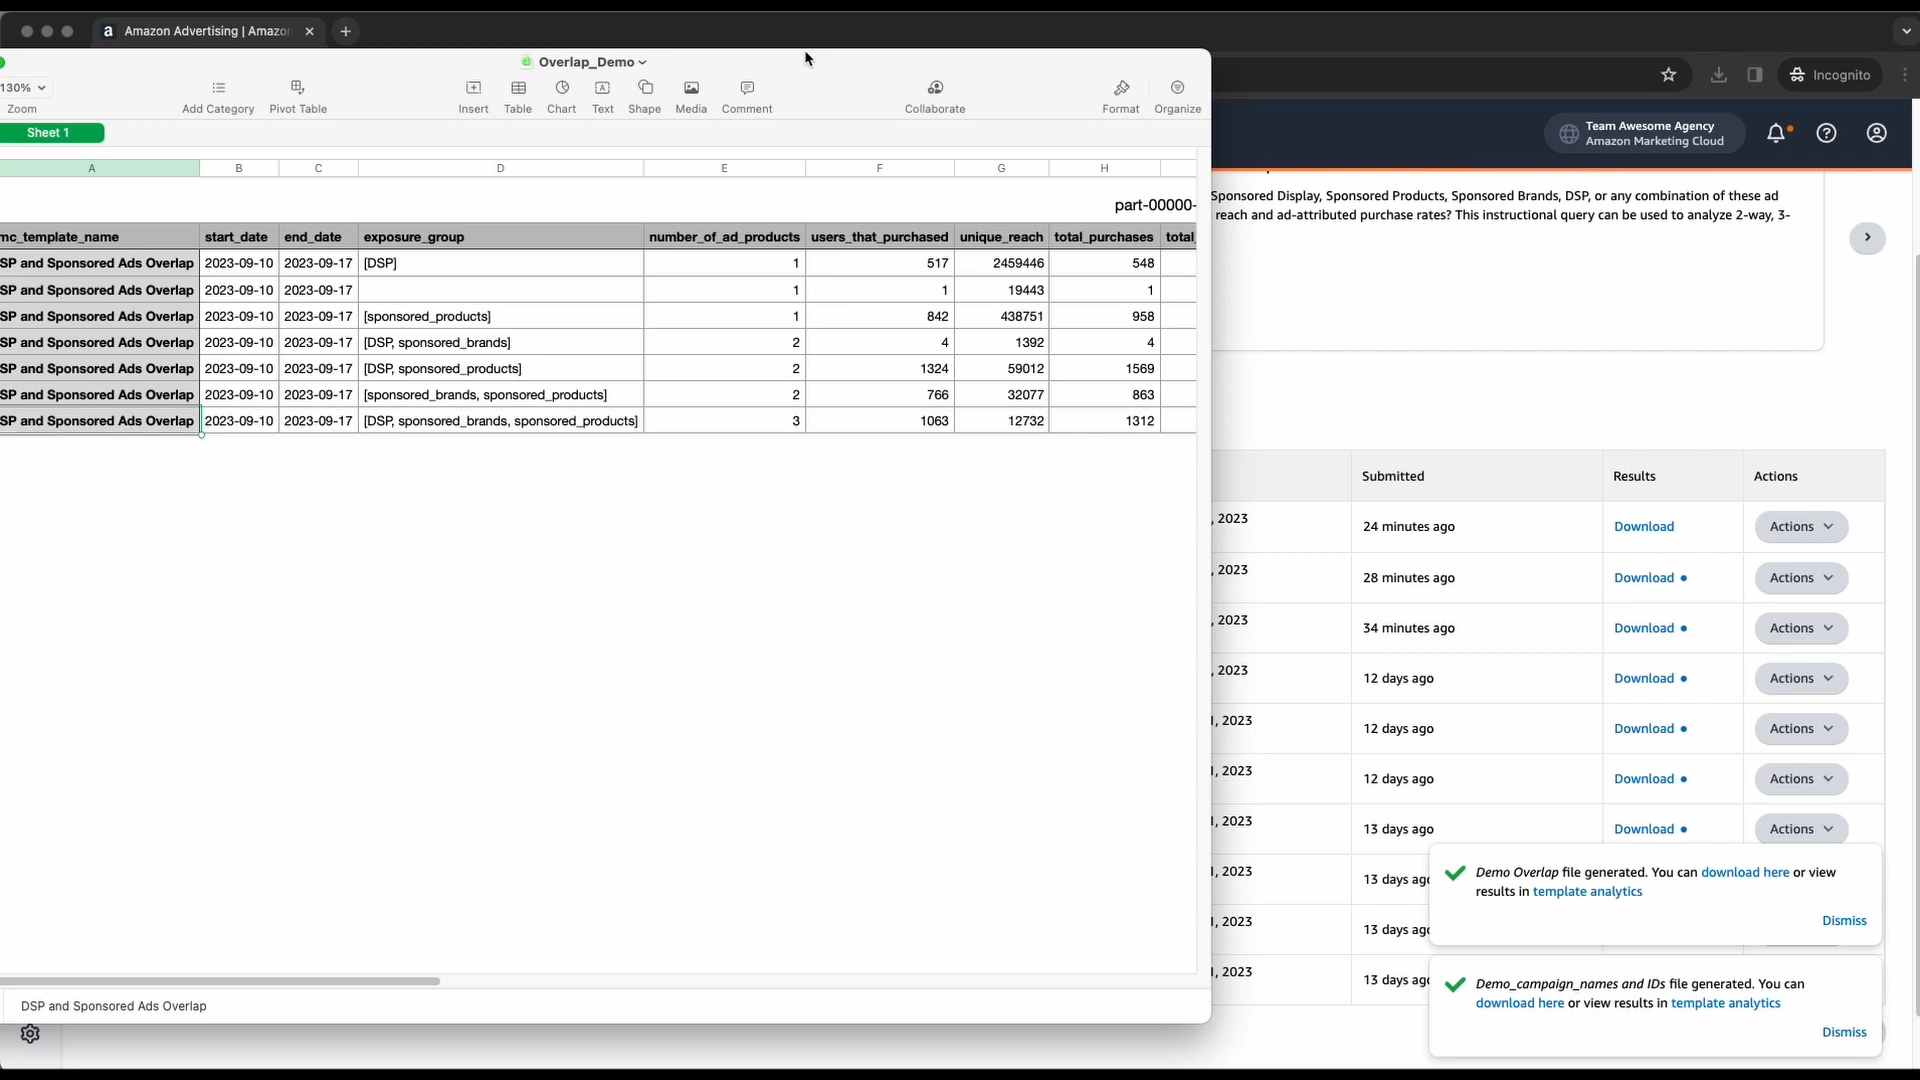 Amazon Advertising | Amazon
Overlap_Demo
130%
Zoom
Add Category
Pivot Table
Insert
Table
Chart
Text
Shape
Media
Comment
Collaborate
Format
Organize
Incognito
Sheet 1
Team Awesome Agency
Amazon Marketing Cloud
A B C D E F G H
part-00000-
mc_template_name start_date end_date exposure_group number_of_ad_products users_that_purchased unique_reach total_purchases total_
SP and Sponsored Ads Overlap 2023-09-10 2023-09-17 [DSP] 1 517 2459446 548
SP and Sponsored Ads Overlap 2023-09-10 2023-09-17 1 1 19443 1
SP and Sponsored Ads Overlap 2023-09-10 2023-09-17 [sponsored_products] 1 842 438751 958
SP and Sponsored Ads Overlap 2023-09-10 2023-09-17 [DSP, sponsored_brands] 2 4 1392 4
SP and Sponsored Ads Overlap 2023-09-10 2023-09-17 [DSP, sponsored_products] 2 1324 59012 1569
SP and Sponsored Ads Overlap 2023-09-10 2023-09-17 [sponsored_brands, sponsored_products] 2 766 32077 863
SP and Sponsored Ads Overlap 2023-09-10 2023-09-17 [DSP, sponsored_brands, sponsored_products] 3 1063 12732 1312
DSP and Sponsored Ads Overlap
Sponsored Display, Sponsored Products, Sponsored Brands, DSP, or any combination of these ad
reach and ad-attributed purchase rates? This instructional query can be used to analyze 2-way, 3-
Submitted Results Actions
, 2023 24 minutes ago Download Actions
, 2023 28 minutes ago Download Actions
, 2023 34 minutes ago Download Actions
, 2023 12 days ago Download Actions
1, 2023 12 days ago Download Actions
1, 2023 12 days ago Download Actions
1, 2023 13 days ago Download Actions
1, 2023 13 days ago
1, 2023 13 days ago
1, 2023 13 days ago
Demo Overlap file generated. You can download here or view
results in template analytics
Dismiss
Demo_campaign_names and IDs file generated. You can
download here or view results in template analytics
Dismiss